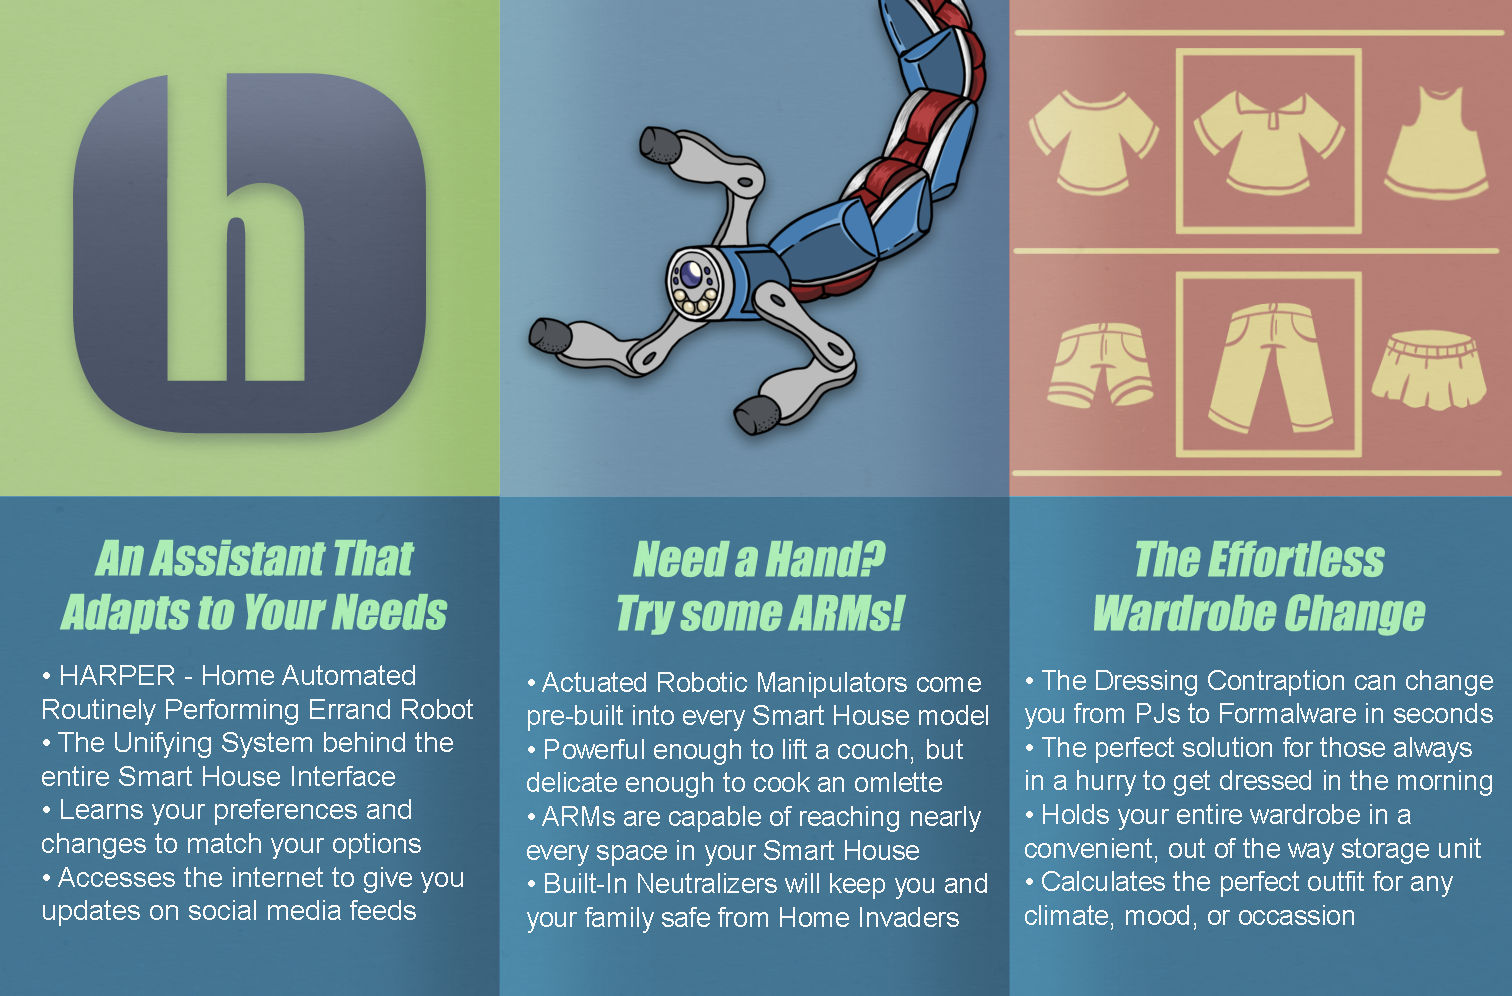 h
An Assistant That
Adapts to Your Needs
• HARPER - Home Automated
Routinely Performing Errand Robot
• The Unifying System behind the
entire Smart House Interface
• Learns your preferences and
changes to match your options
• Accesses the internet to give you
updates on social media feeds
Need a Hand?
Try some ARMs!
• Actuated Robotic Manipulators come
pre-built into every Smart House model
• Powerful enough to lift a couch, but
delicate enough to cook an omlette
• ARMs are capable of reaching nearly
every space in your Smart House
• Built-In Neutralizers will keep you and
your family safe from Home Invaders
The Effortless
Wardrobe Change
• The Dressing Contraption can change
you from PJs to Formalware in seconds
• The perfect solution for those always
in a hurry to get dressed in the morning
• Holds your entire wardrobe in a
convenient, out of the way storage unit
• Calculates the perfect outfit for any
climate, mood, or occassion